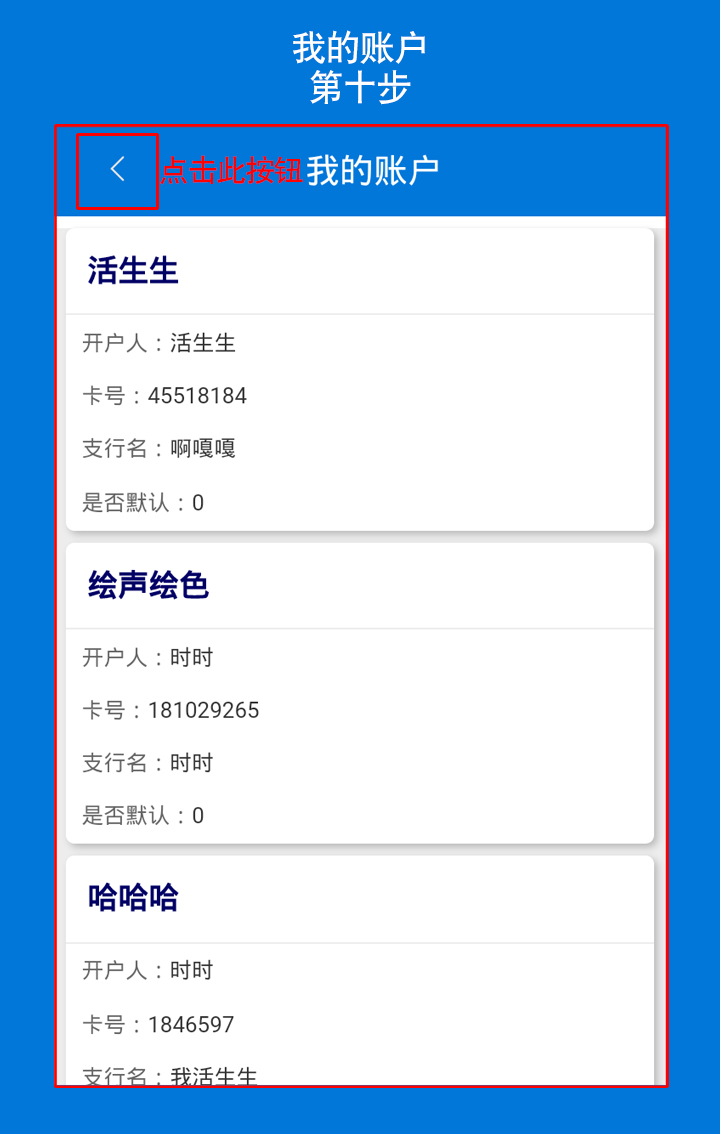 我的账户
第十步
点击此按钮 我的账户
活生生
开户人：活生生
卡号：45518184
支行名：啊嘎嘎
是否默认：0
绘声绘色
开户人：时时
卡号：181029265
支行名：时时
是否默认：0
哈哈哈
开户人：时时
卡号：1846597
支行名：我活生生